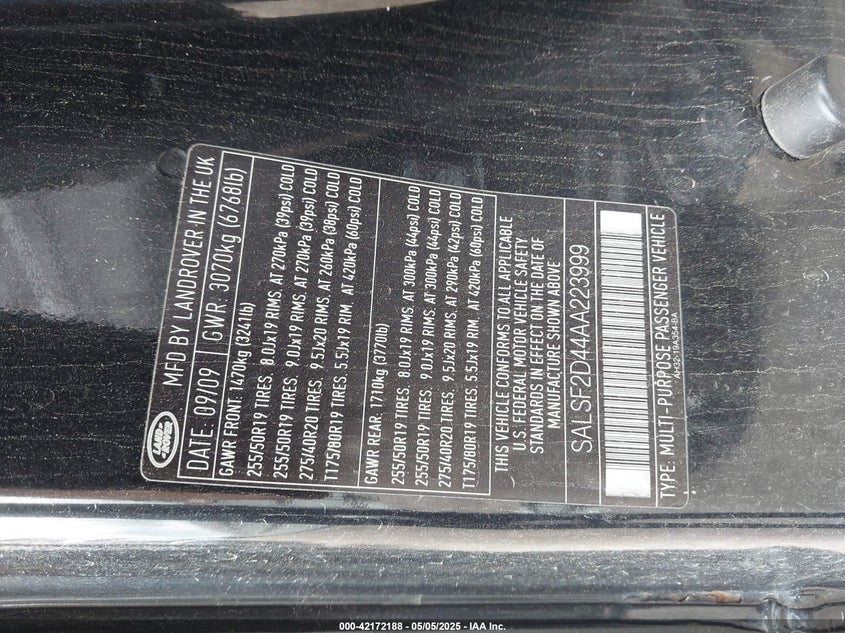 LAND
ROVER
MFD BY LANDROVER IN THE UK
DATE: 09/09 GWR: 3070kg (6768lb)
GAWR FRONT: 1470kg (3241lb)
255/50R19 TIRES, 8.0Jx19 RIMS, AT 270kPa (39psi) COLD
255/50R19 TIRES, 9.0Jx19 RIMS, AT 270kPa (39psi) COLD
275/40R20 TIRES, 9.5Jx20 RIMS, AT 260kPa (38psi) COLD
T175/80R19 TIRES, 5.5Jx19 RIM, AT 420kPa (60psi) COLD
GAWR REAR: 1710kg (3770lb)
255/50R19 TIRES, 8.0Jx19 RIMS, AT 300kPa (44psi) COLD
255/50R19 TIRES, 9.0Jx19 RIMS, AT 300kPa (44psi) COLD
275/40R20 TIRES, 9.5Jx20 RIMS, AT 290kPa (42psi) COLD
T175/80R19 TIRES, 5.5Jx19 RIM, AT 420kPa (60psi) COLD
THIS VEHICLE CONFORMS TO ALL APPLICABLE
U.S. FEDERAL MOTOR VEHICLE SAFETY
STANDARDS IN EFFECT ON THE DATE OF
MANUFACTURE SHOWN ABOVE
SALSF2D44AA223999
TYPE: MULTI-PURPOSE PASSENGER VEHICLE
AH32-19A354-BA
000-42172188 - 05/05/2025 - IAA Inc.